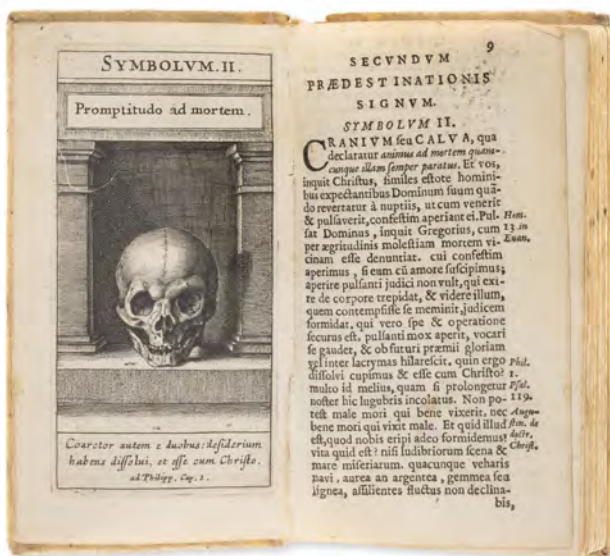 SYMBOLVM.II.
Promptitudo ad mortem.
Coarctor autem e duobus: desiderium
habens dissolui, et esse cum Christo.
ad Philipp. Cap. 1.
9
SECVNDVM
PRÆDESTINATIONIS
SIGNVM.
SYMBOLVM II.
CRANIVM seu CALVA, qua
declaratur animus ad mortem quam-
cunque illam semper paratus. Et vos,
inquit Christus, similes estote homini-
bus expectantibus Dominum suum quã-
do revertatur à nuptiis, ut cum venerit
& pulsaverit, confestim aperiant ei. Pul- Hom.
sat Dominus, inquit Gregorius, cum 13 in
per ægritudinis molestiam mortem vi- Euan.
cinam esse denuntiat. cui confestim
aperimus, si eum cũ amore suscipimus;
aperire pulsanti judici non vult, qui exi-
re de corpore trepidat, & videre illum,
quem contempsisse se meminit, judicem
formidat. qui vero spe & operatione
securus est, pulsanti mox aperit, vocari
se gaudet, & ob futuri præmii gloriam
vel inter lacrymas hilarescit. quin ergo Phil.
dissolvi cupimus & esse cum Christo? 1.
multo id melius, quam si prolongetur Psal.
noster hic lugubris incolatus. Non po- 119.
test male mori qui bene vixerit, nec Augu-
bene mori qui vixit male. Et quid illud stin. de
est, quod nobis eripi adeo formidemus; doctr.
vita quid est? nisi ludibriorum scena & Christ.
mare miseriarum. quacunque veharis
navi, aurea an argentea, gemmea seu
lignea, assilientes fluctus non declina-
bis,